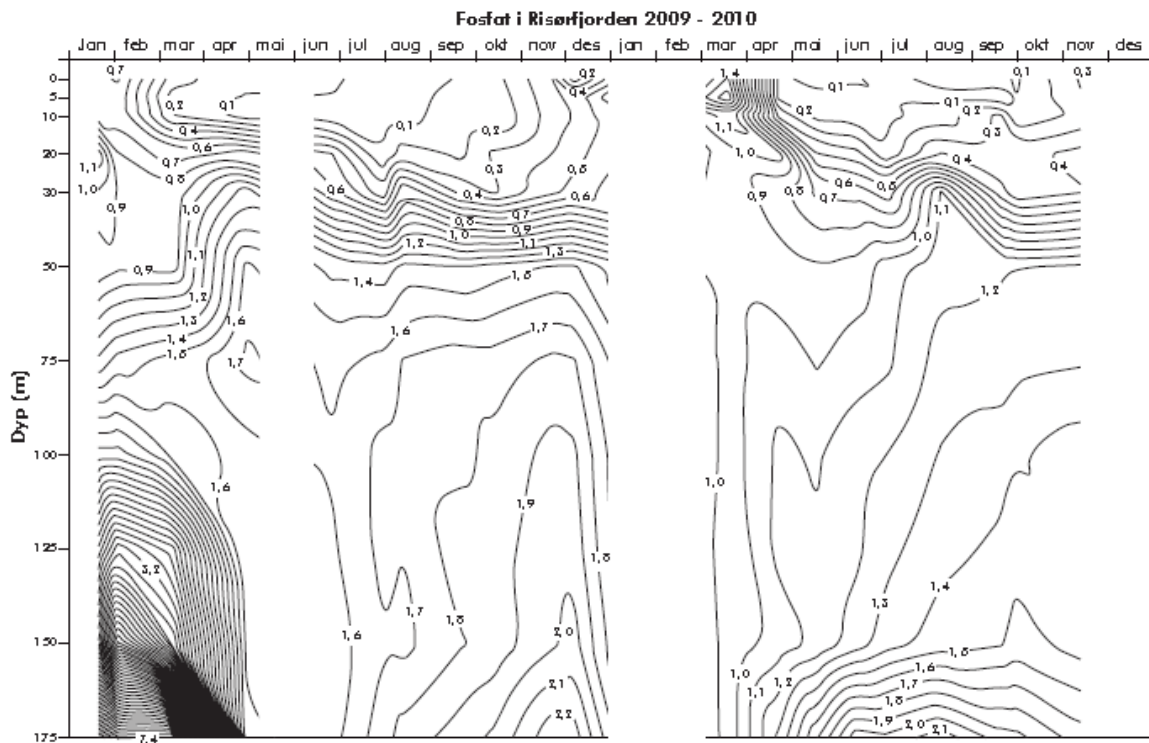 Fosfat i Risørfjorden 2009 - 2010
Jan feb mar apr mai jun jul aug sep okt nov des jan feb mar apr mai jun jul aug sep okt nov des
Dyp (m)
0
5
10
20
30
50
75
100
125
150
175
0,7 0,2 0,1 0,4 0,6 0,7 0,8 1,1 1,0 0,9 1,0 0,9 1,1 1,2 1,3 1,6 1,4 1,5 1,7 1,6 3,2 7,4
0,2 0,4 0,1 0,2 0,3 0,5 0,6 0,6 0,4 0,7 0,8 0,9 1,0 1,1 1,2 1,3 1,4 1,5 1,6 1,7 1,9 1,8 1,7 1,8 1,6 2,0 2,1 2,2
1,4 0,1 0,1 0,3 0,1 0,2 0,2 0,3 1,1 1,0 0,4 0,4 0,9 0,8 0,6 0,7 0,5 1,1 1,0 1,2 1,0 1,3 1,4 1,5 1,0 1,1 1,2 1,6 1,7 1,8 1,9 2,0 2,1